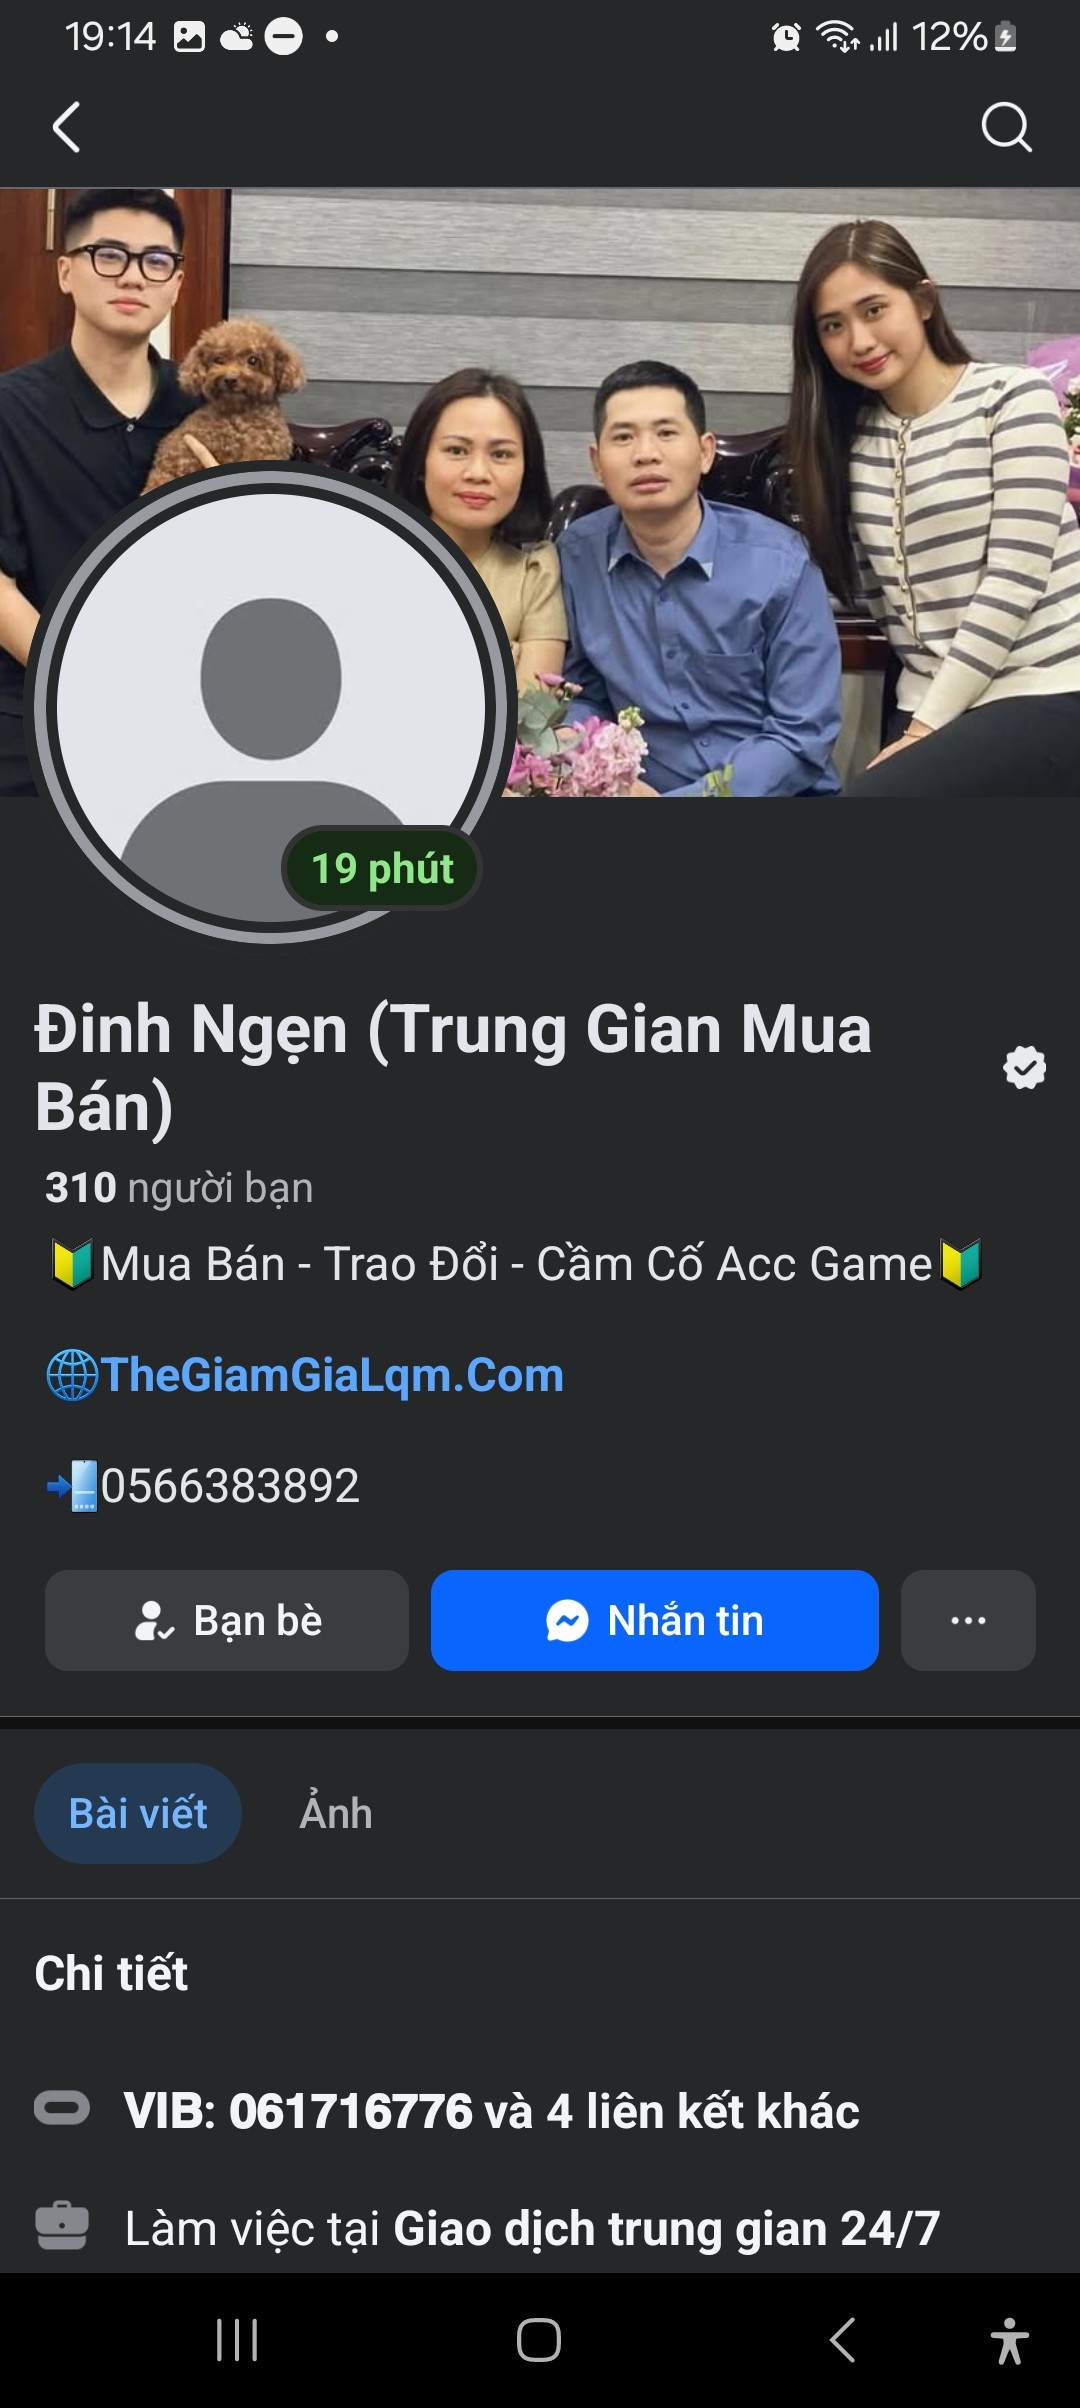 19:14
12%
19 phút
Đinh Ngẹn (Trung Gian Mua
Bán)
310 người bạn
🔰Mua Bán - Trao Đổi - Cầm Cố Acc Game🔰
🌐TheGiamGiaLqm.Com
📲0566383892
Bạn bè
Nhắn tin
Bài viết
Ảnh
Chi tiết
VIB: 061716776 và 4 liên kết khác
Làm việc tại Giao dịch trung gian 24/7